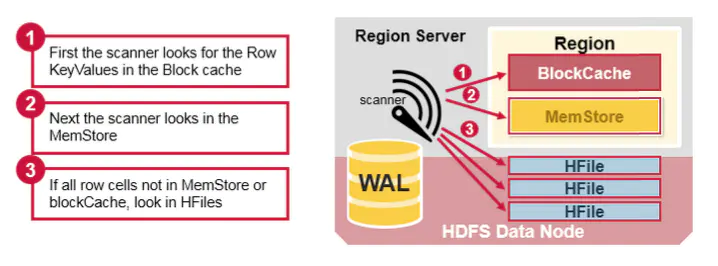 1
First the scanner looks for the Row
KeyValues in the Block cache
2
Next the scanner looks in the
MemStore
3
If all row cells not in MemStore or
blockCache, look in HFiles
Region Server
Region
BlockCache
MemStore
scanner
1
2
3
WAL
HFile
HFile
HFile
HDFS Data Node